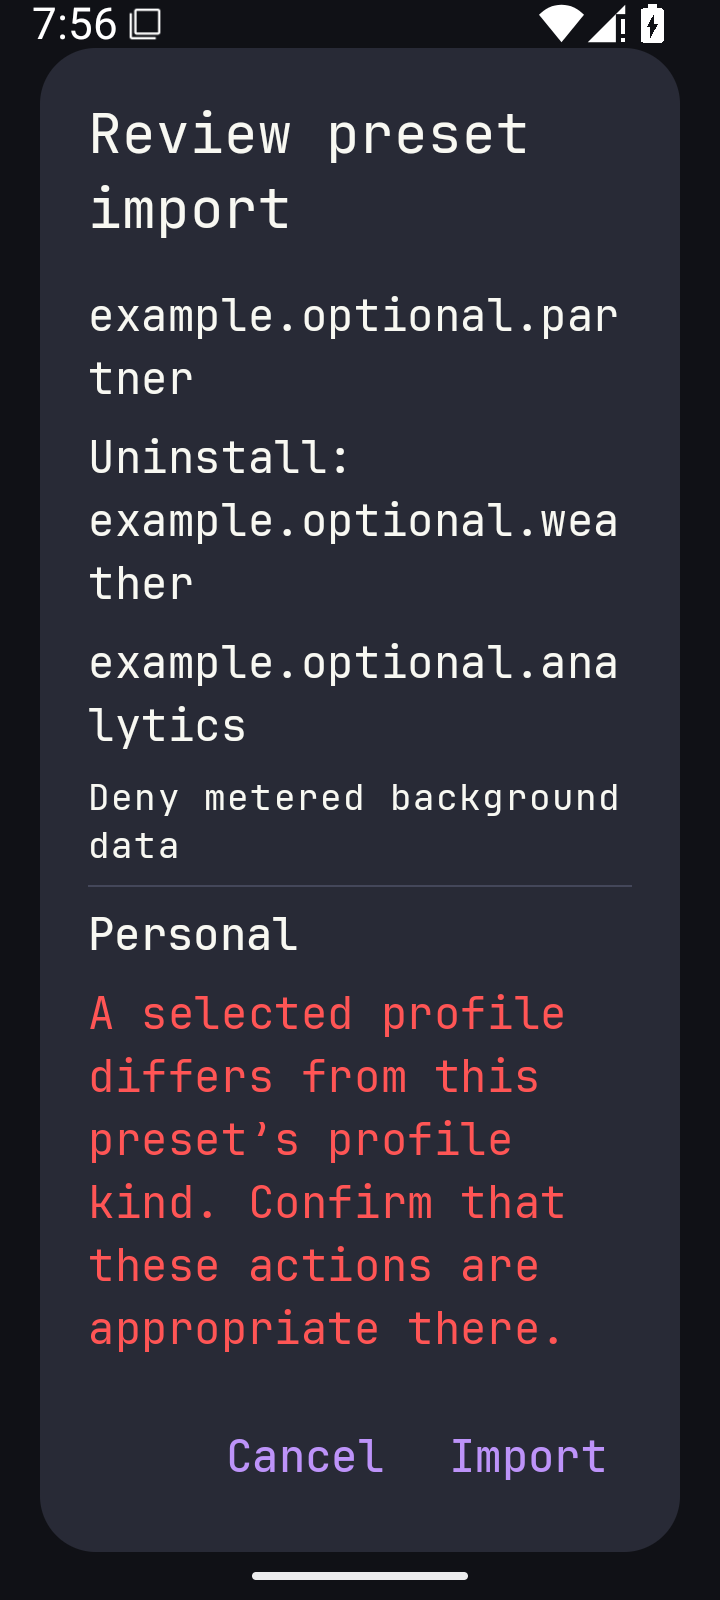 7:56
Review preset
import
example.optional.par
tner
Uninstall:
example.optional.wea
ther
example.optional.ana
lytics
Deny metered background
data
Personal
A selected profile
differs from this
preset’s profile
kind. Confirm that
these actions are
appropriate there.
Cancel Import